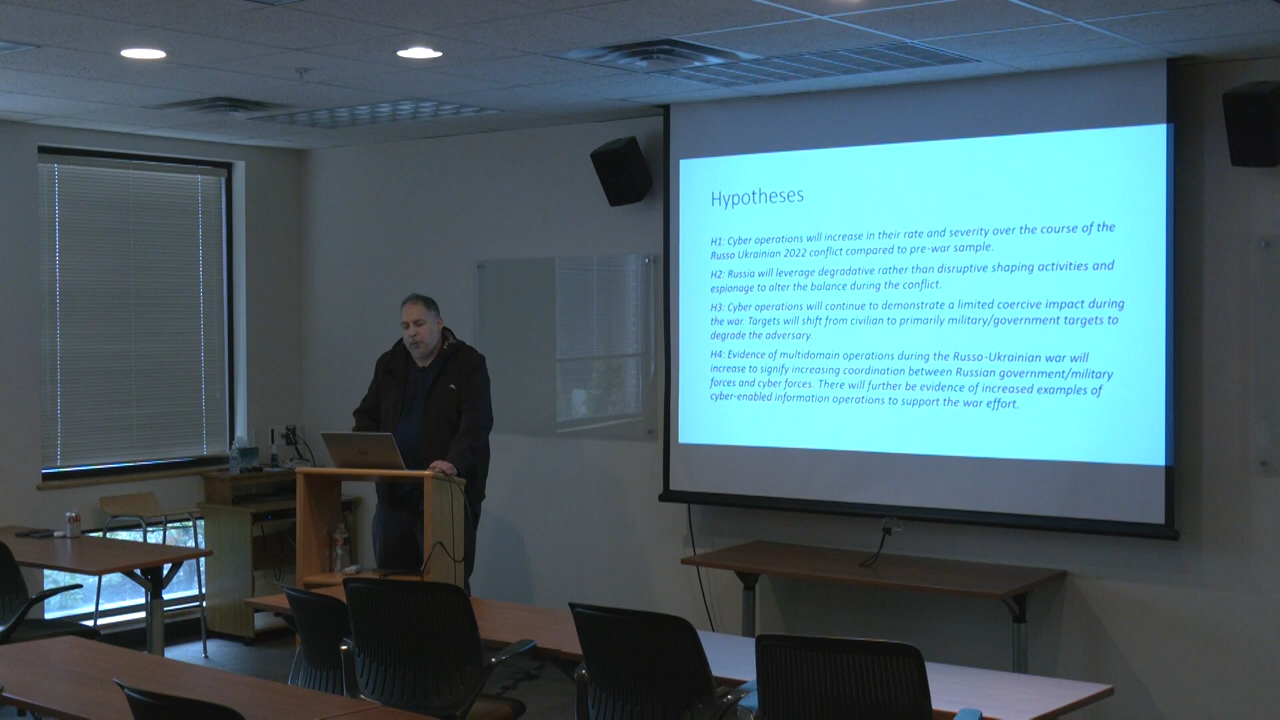 Hypotheses
H1: Cyber operations will increase in their rate and severity over the course of the
Russo Ukrainian 2022 conflict compared to pre-war sample.
H2: Russia will leverage degradative rather than disruptive shaping activities and
espionage to alter the balance during the conflict.
H3: Cyber operations will continue to demonstrate a limited coercive impact during
the war. Targets will shift from civilian to primarily military/government targets to
degrade the adversary.
H4: Evidence of multidomain operations during the Russo-Ukrainian war will
increase to signify increasing coordination between Russian government/military
forces and cyber forces. There will further be evidence of increased examples of
cyber-enabled information operations to support the war effort.